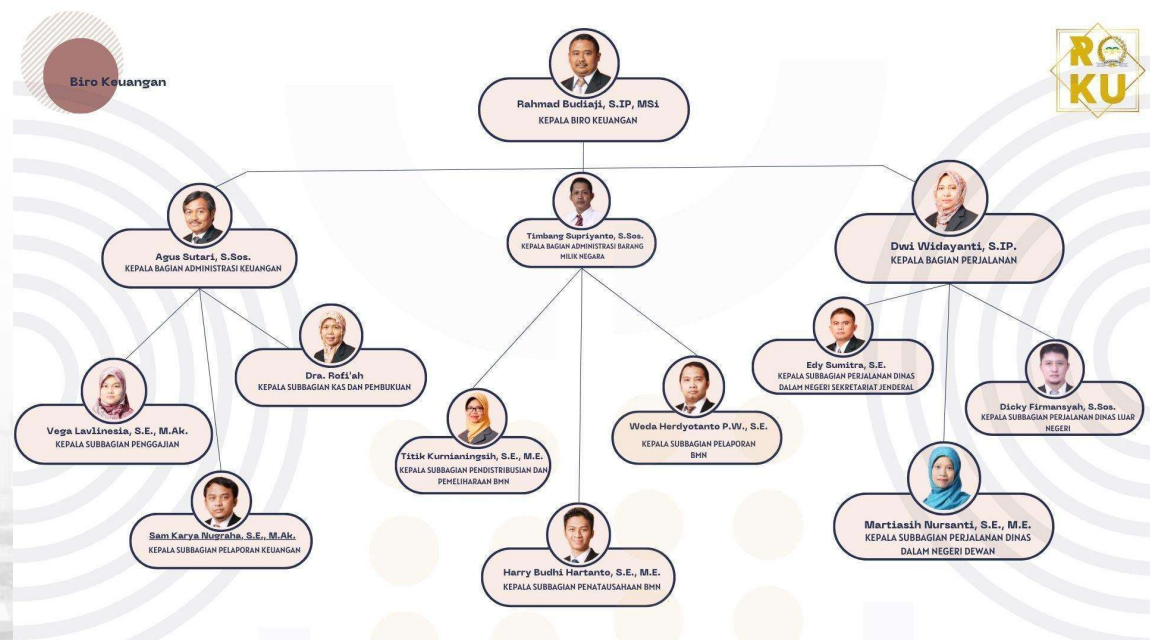 Biro Keuangan
RO
KU
Rahmad Budiaji, S.IP, MSi
KEPALA BIRO KEUANGAN
Agus Sutari, S.Sos.
KEPALA BAGIAN ADMINISTRASI KEUANGAN
Timbang Supriyanto, S.Sos.
KEPALA BAGIAN ADMINISTRASI BARANG
MILIK NEGARA
Dwi Widayanti, S.IP.
KEPALA BAGIAN PERJALANAN
Vega Lavlinesia, S.E., M.Ak.
KEPALA SUBBAGIAN PENGGAJIAN
Sam Karya Nugraha, S.E., M.Ak.
KEPALA SUBBAGIAN PELAPORAN KEUANGAN
Dra. Rofi'ah
KEPALA SUBBAGIAN KAS DAN PEMBUKUAN
Titik Kurnianingsih, S.E., M.E.
KEPALA SUBBAGIAN PENDISTRIBUSIAN DAN
PEMELIHARAAN BMN
Harry Budhi Hartanto, S.E., M.E.
KEPALA SUBBAGIAN PENATAUSAHAAN BMN
Weda Herdyotanto P.W., S.E.
KEPALA SUBBAGIAN PELAPORAN
BMN
Edy Sumitra, S.E.
KEPALA SUBBAGIAN PERJALANAN DINAS
DALAM NEGERI SEKRETARIAT JENDERAL
Martiasih Nursanti, S.E., M.E.
KEPALA SUBBAGIAN PERJALANAN DINAS
DALAM NEGERI DEWAN
Dicky Firmansyah, S.Sos.
KEPALA SUBBAGIAN PERJALANAN DINAS LUAR
NEGERI